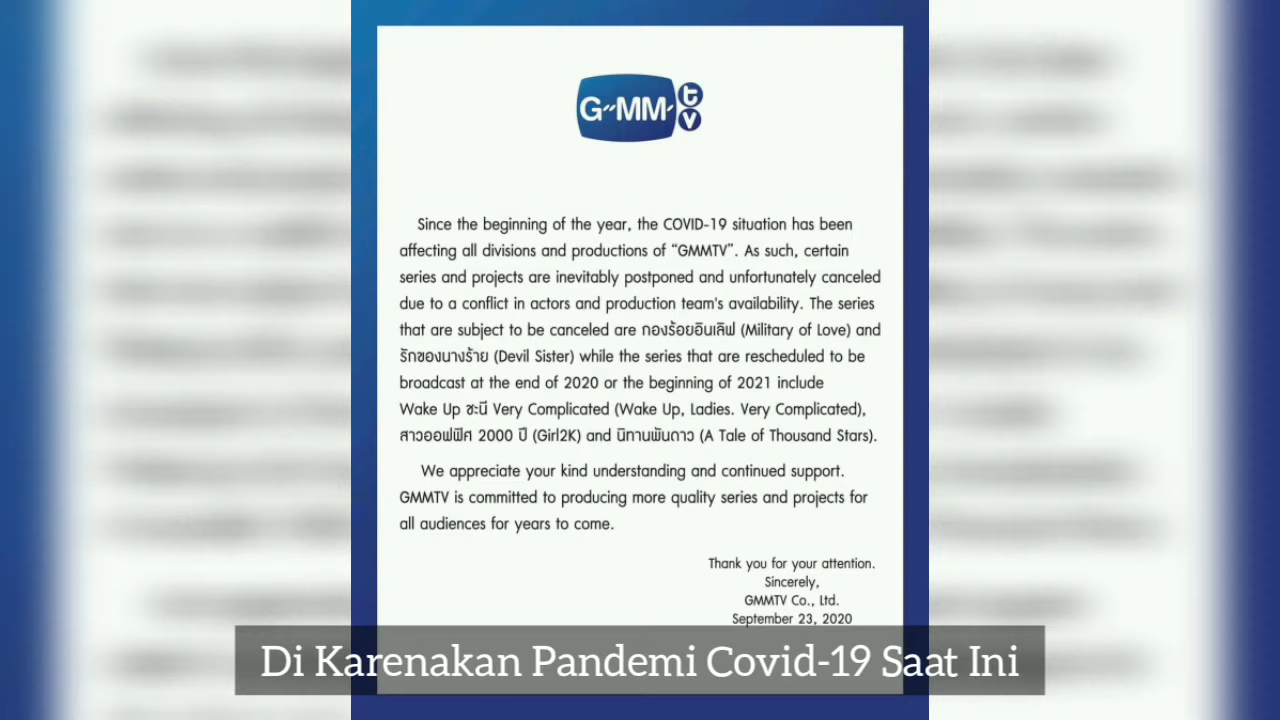 GMM tv
Since the beginning of the year, the COVID-19 situation has been
affecting all divisions and productions of “GMMTV”. As such, certain
series and projects are inevitably postponed and unfortunately canceled
due to a conflict in actors and production team's availability. The series
that are subject to be canceled are กองร้อยอินเลิฟ (Military of Love) and
รักของนางร้าย (Devil Sister) while the series that are rescheduled to be
broadcast at the end of 2020 or the beginning of 2021 include
Wake Up ชะนี Very Complicated (Wake Up, Ladies. Very Complicated),
สาวออฟฟิศ 2000 ปี (Girl2K) and นิทานพันดาว (A Tale of Thousand Stars).
We appreciate your kind understanding and continued support.
GMMTV is committed to producing more quality series and projects for
all audiences for years to come.
Thank you for your attention.
Sincerely,
GMMTV Co., Ltd.
September 23, 2020
Di Karenakan Pandemi Covid-19 Saat Ini